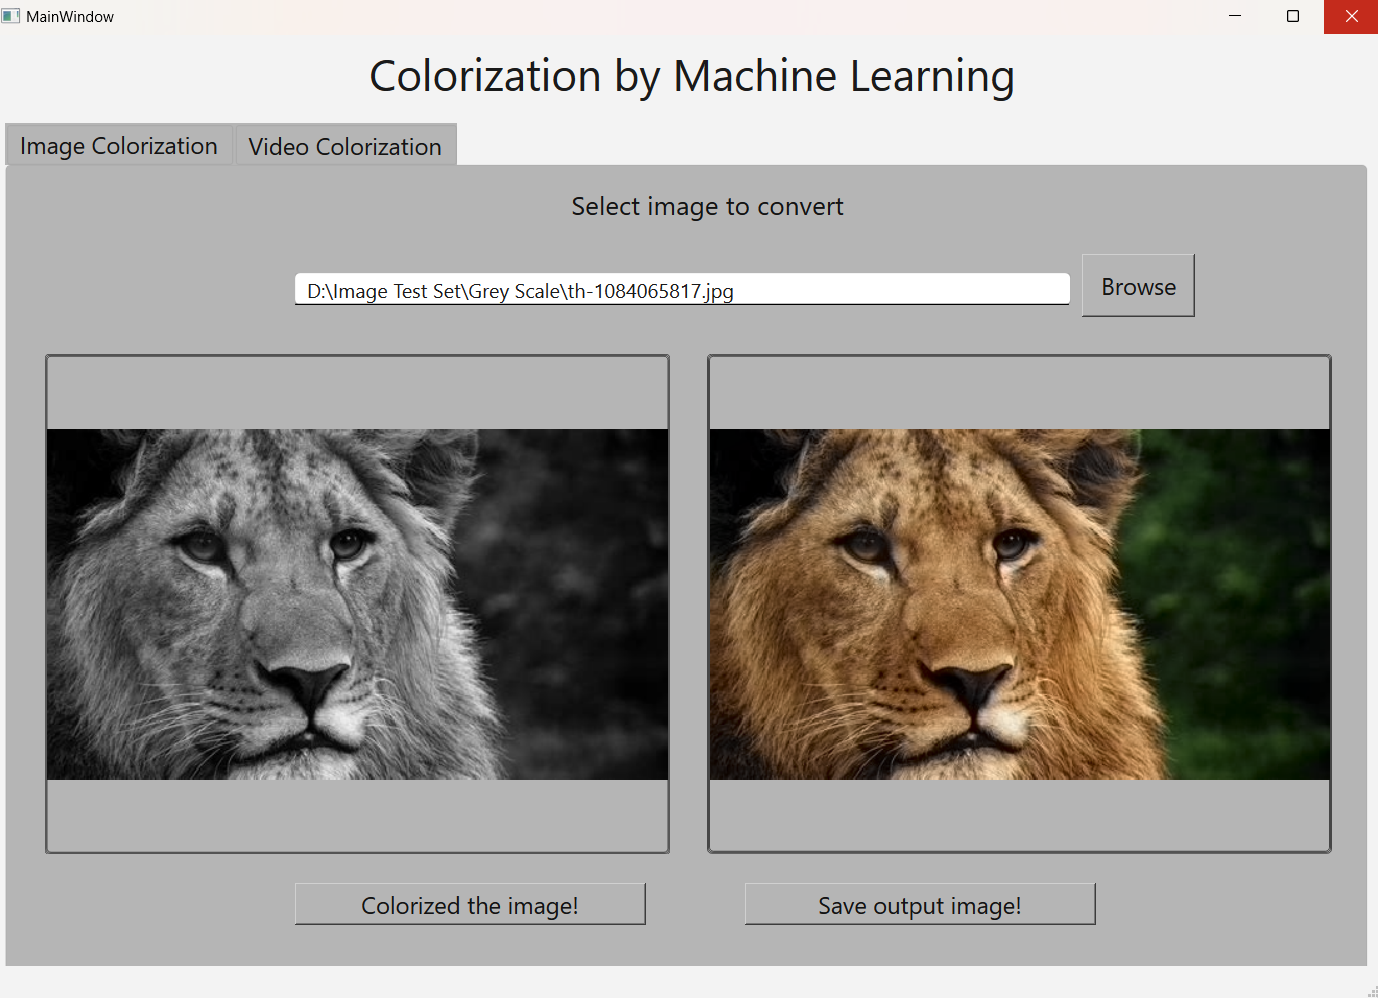 MainWindow
Colorization by Machine Learning
Image Colorization
Video Colorization
Select image to convert
D:\Image Test Set\Grey Scale\th-1084065817.jpg
Browse
Colorized the image!
Save output image!